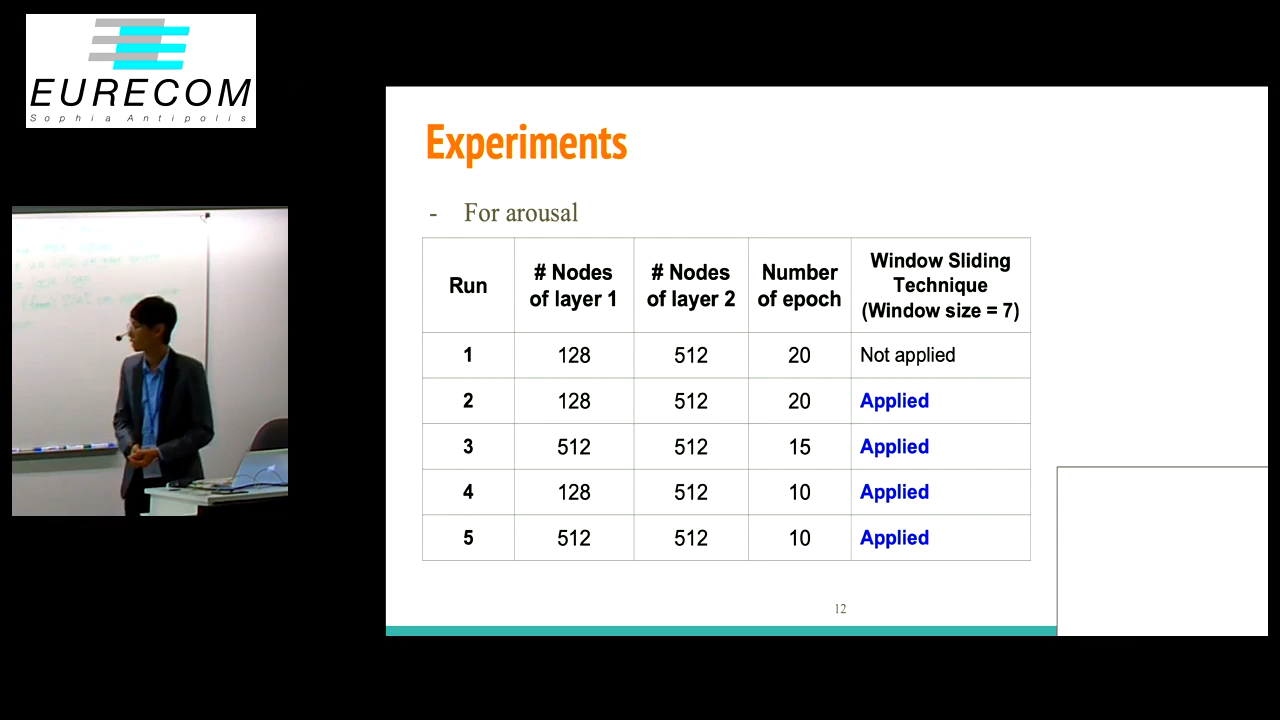 EURECOM
Sophia Antipolis
Experiments
- For arousal
Run # Nodes of layer 1 # Nodes of layer 2 Number of epoch Window Sliding Technique (Window size = 7)
1 128 512 20 Not applied
2 128 512 20 Applied
3 512 512 15 Applied
4 128 512 10 Applied
5 512 512 10 Applied
12